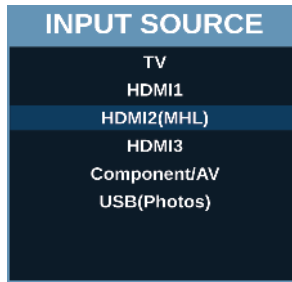 INPUT SOURCE
TV
HDMI1
HDMI2(MHL)
HDMI3
Component/AV
USB(Photos)